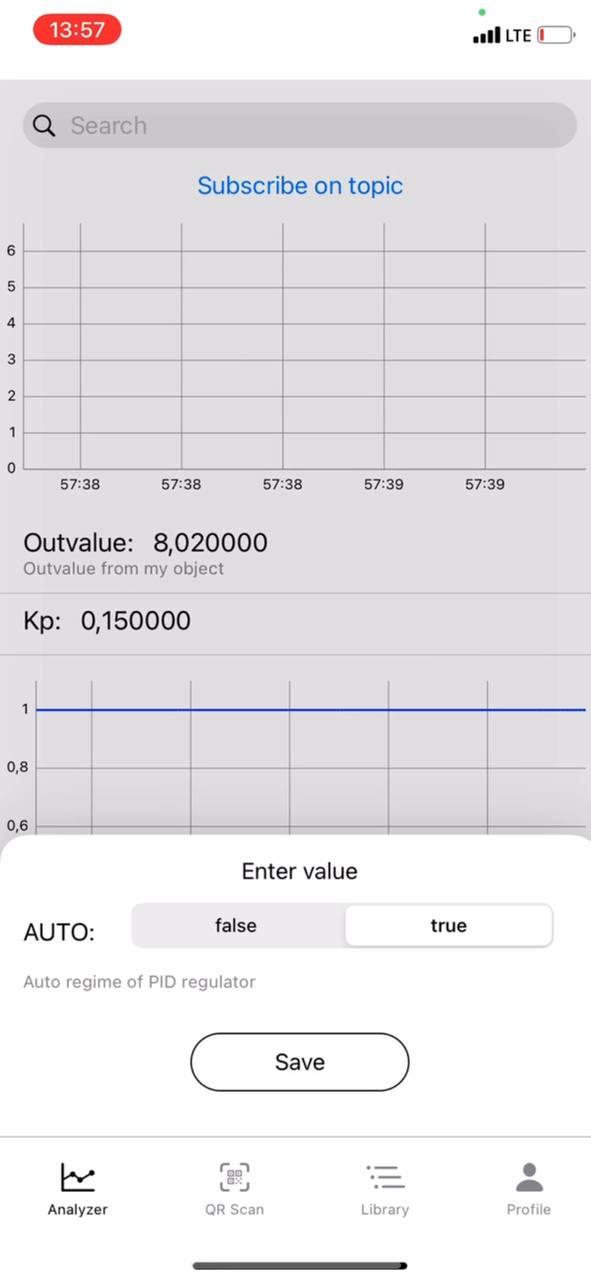 13:57
LTE
Search
Subscribe on topic
6
5
4
3
2
1
0
57:38 57:38 57:38 57:39 57:39
Outvalue: 8,020000
Outvalue from my object
Kp: 0,150000
1
0,8
0,6
Enter value
AUTO: false true
Auto regime of PID regulator
Save
Analyzer QR Scan Library Profile